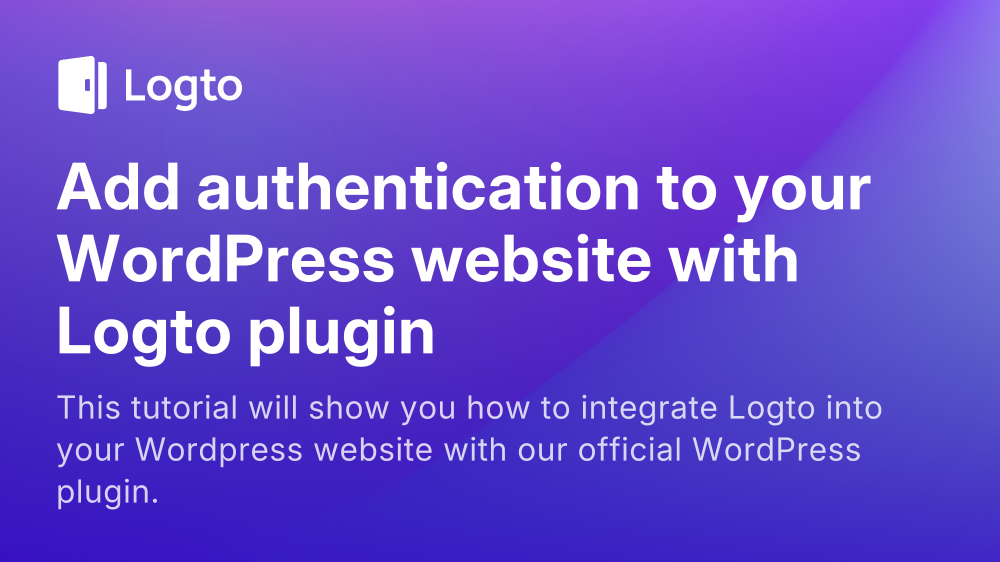 Logto
Add authentication to your
WordPress website with
Logto plugin
This tutorial will show you how to integrate Logto into
your Wordpress website with our official WordPress
plugin.